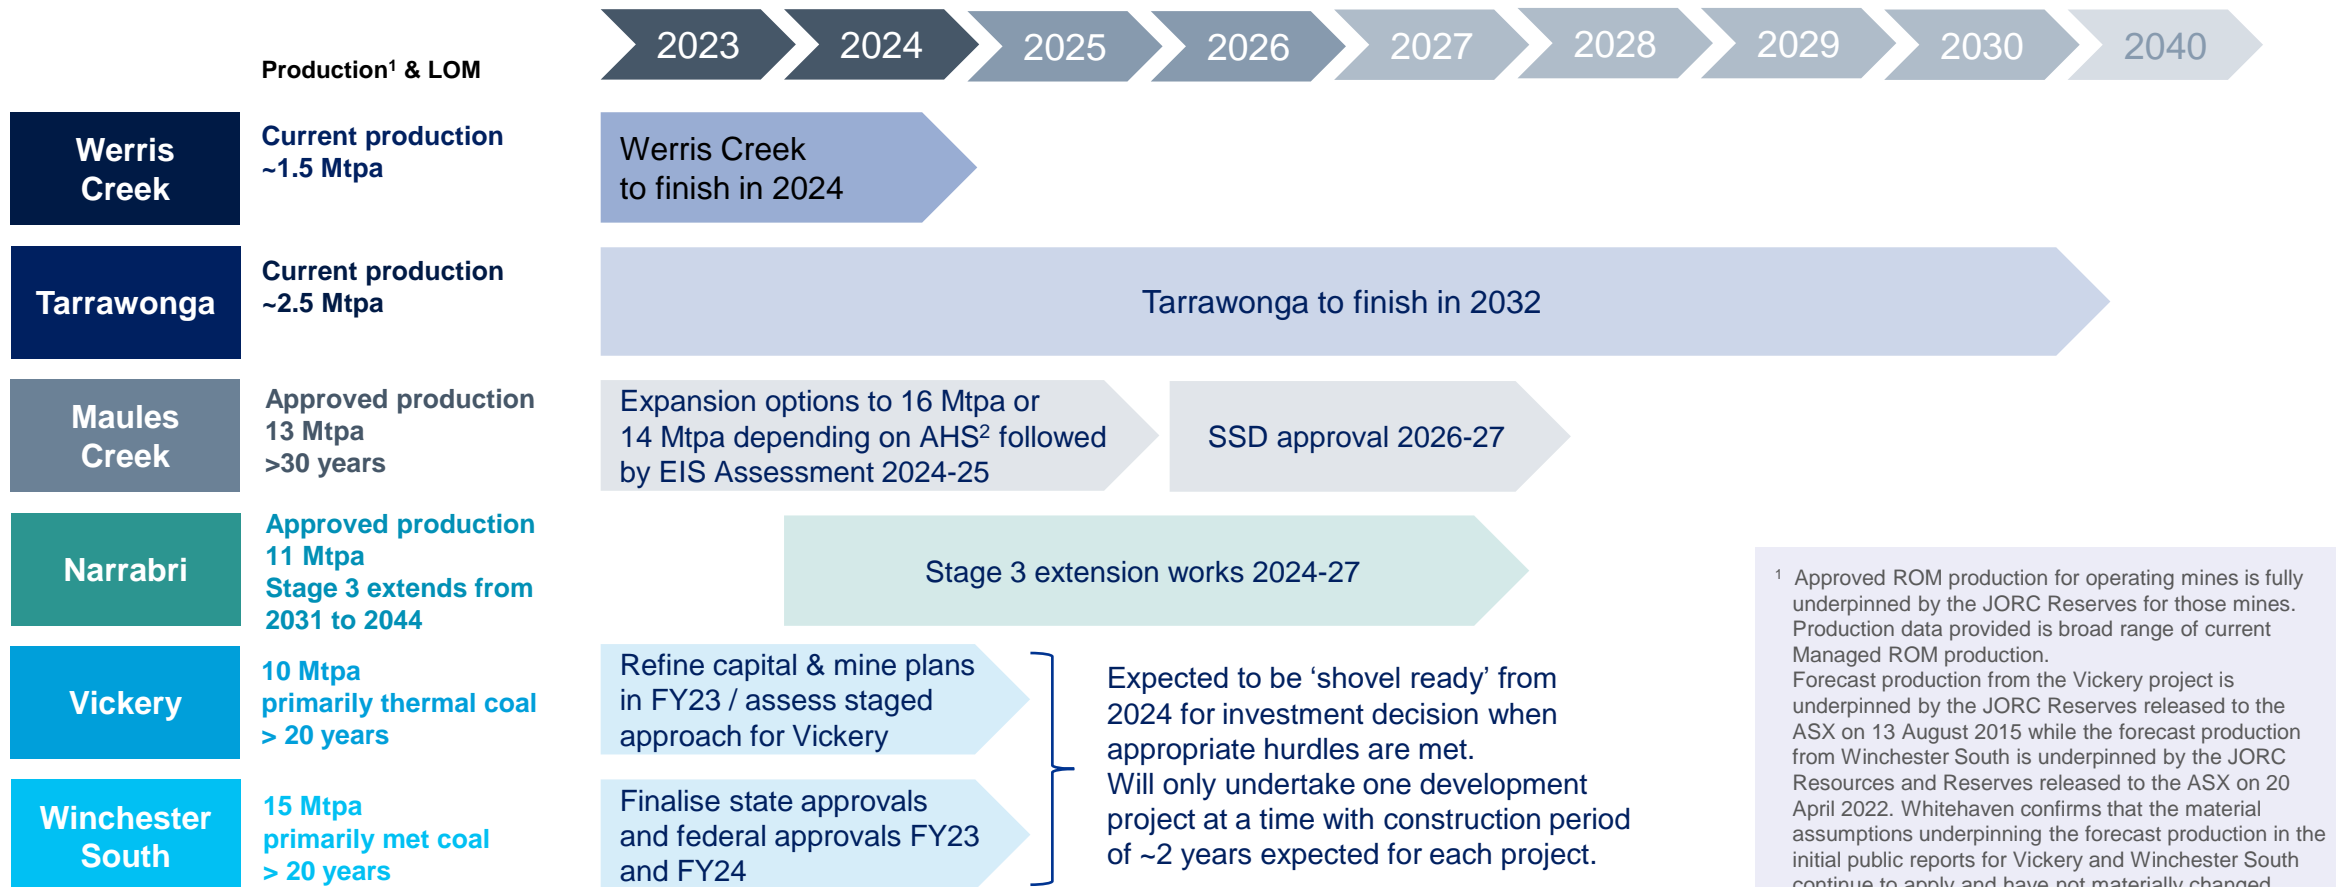 2023 2024 2025 2026 2027 2028 2029 2030 2040
Production¹ & LOM
Werris
Creek
Current production
~1.5 Mtpa
Werris Creek
to finish in 2024
Tarrawonga
Current production
~2.5 Mtpa
Tarrawonga to finish in 2032
Maules
Creek
Approved production
13 Mtpa
>30 years
Expansion options to 16 Mtpa or
14 Mtpa depending on AHS² followed
by EIS Assessment 2024-25
SSD approval 2026-27
Narrabri
Approved production
11 Mtpa
Stage 3 extends from
2031 to 2044
Stage 3 extension works 2024-27
Vickery
10 Mtpa
primarily thermal coal
> 20 years
Refine capital & mine plans
in FY23 / assess staged
approach for Vickery
Winchester
South
15 Mtpa
primarily met coal
> 20 years
Finalise state approvals
and federal approvals FY23
and FY24
Expected to be ‘shovel ready’ from
2024 for investment decision when
appropriate hurdles are met.
Will only undertake one development
project at a time with construction period
of ~2 years expected for each project.
¹ Approved ROM production for operating mines is fully
underpinned by the JORC Reserves for those mines.
Production data provided is broad range of current
Managed ROM production.
Forecast production from the Vickery project is
underpinned by the JORC Reserves released to the
ASX on 13 August 2015 while the forecast production
from Winchester South is underpinned by the JORC
Resources and Reserves released to the ASX on 20
April 2022. Whitehaven confirms that the material
assumptions underpinning the forecast production in the
initial public reports for Vickery and Winchester South
continue to apply and have not materially changed